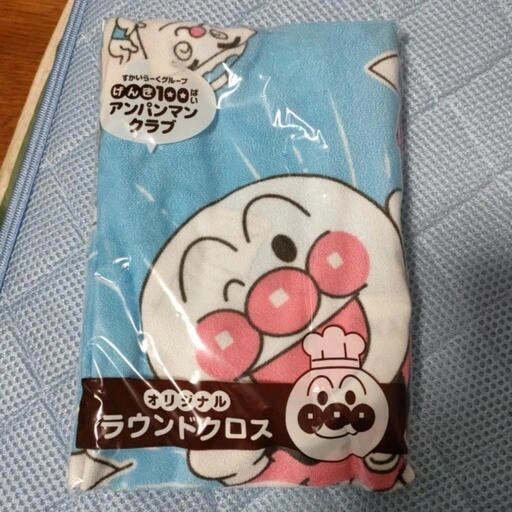 すかいらーくグループ
げんき100ばい
アンパンマン
クラブ
オリジナル
ラウンドクロス